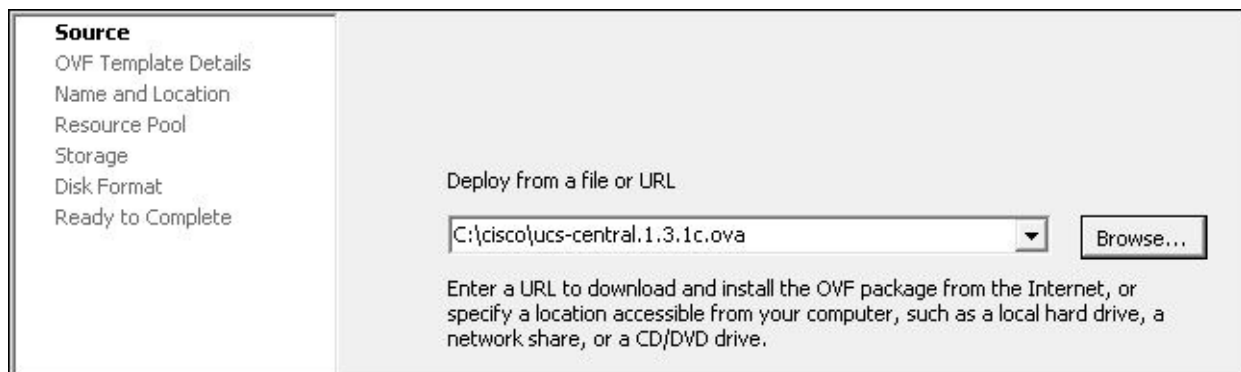 Source
OVF Template Details
Name and Location
Resource Pool
Storage
Disk Format
Ready to Complete
Deploy from a file or URL
C:\cisco\ucs-central.1.3.1c.ova
Browse...
Enter a URL to download and install the OVF package from the Internet, or
specify a location accessible from your computer, such as a local hard drive, a
network share, or a CD/DVD drive.